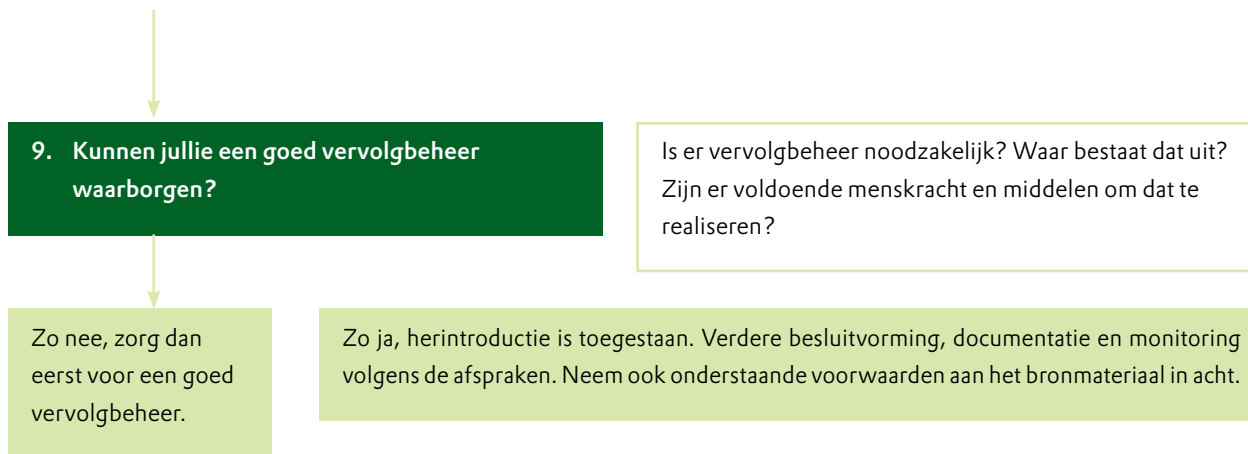 9. Kunnen jullie een goed vervolgbeheer
waarborgen?
Is er vervolgbeheer noodzakelijk? Waar bestaat dat uit?
Zijn er voldoende menskracht en middelen om dat te
realiseren?
Zo nee, zorg dan
eerst voor een goed
vervolgbeheer.
Zo ja, herintroductie is toegestaan. Verdere besluitvorming, documentatie en monitoring
volgens de afspraken. Neem ook onderstaande voorwaarden aan het bronmateriaal in acht.